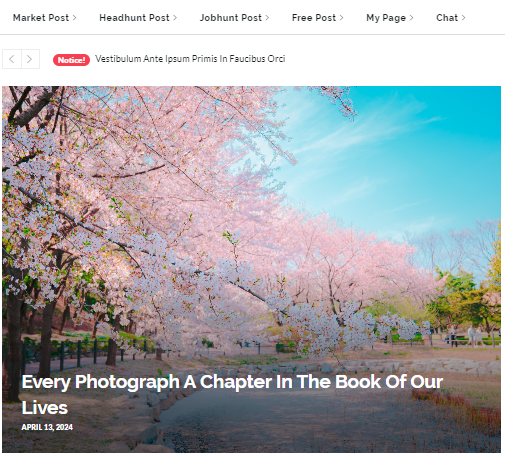 Market Post > Headhunt Post > Jobhunt Post > Free Post > My Page > Chat >
Notice! Vestibulum Ante Ipsum Primis In Faucibus Orci
Every Photograph A Chapter In The Book Of Our
Lives
APRIL 13, 2024